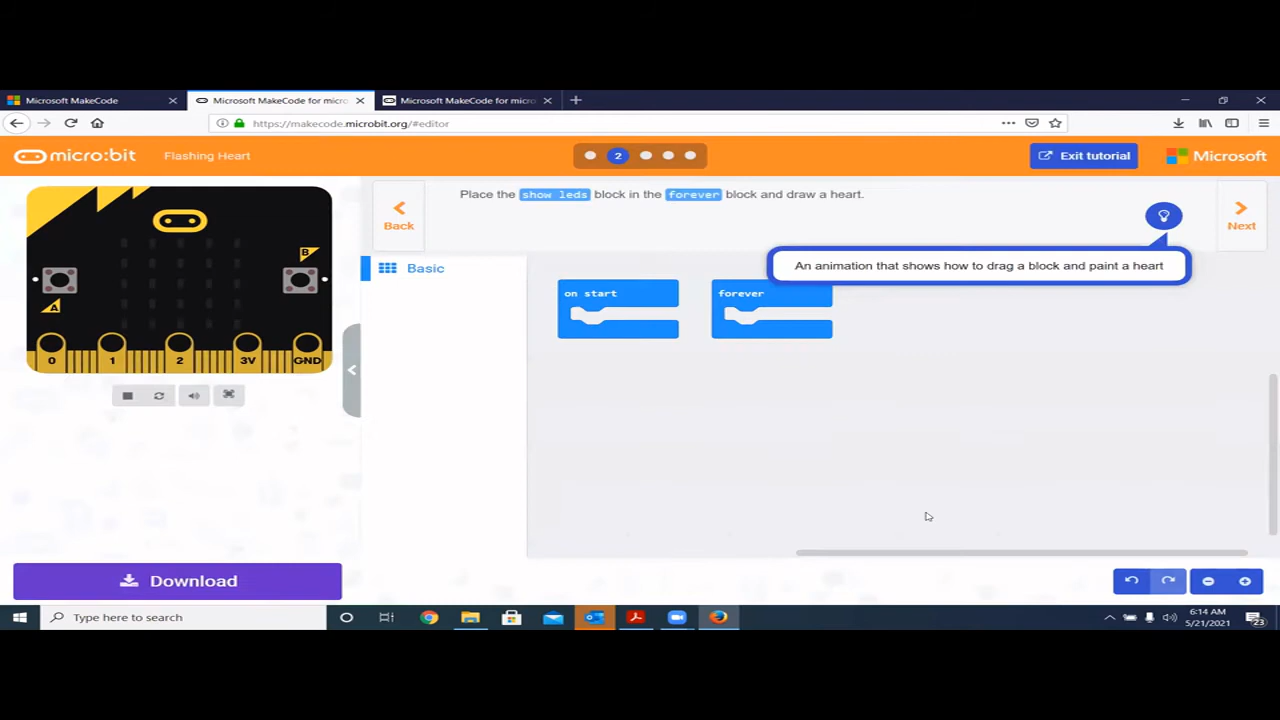 Microsoft MakeCode
Microsoft MakeCode for micro
Microsoft MakeCode for micro
https://makecode.microbit.org/#editor
micro:bit
Flashing Heart
2
Exit tutorial
Microsoft
Back
Place the show leds block in the forever block and draw a heart.
Next
An animation that shows how to drag a block and paint a heart
Basic
on start
forever
B
A
0
1
2
3V
GND
Download
Type here to search
6:14 AM
5/21/2021
23